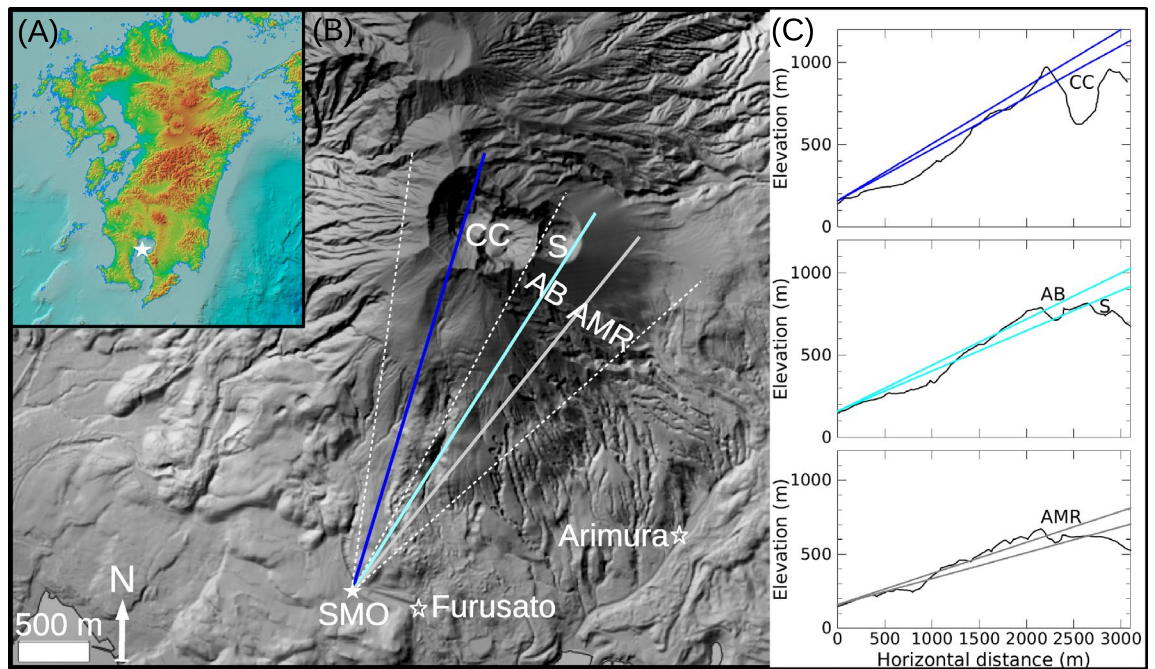 (A)
(B)
CC
S
AB
AMR
Arimura
SMO
Furusato
N
500 m
(C)
Elevation (m)
1000
500
0
CC
Elevation (m)
1000
500
0
AB
S
Elevation (m)
1000
500
0
AMR
0 500 1000 1500 2000 2500 3000
Horizontal distance (m)